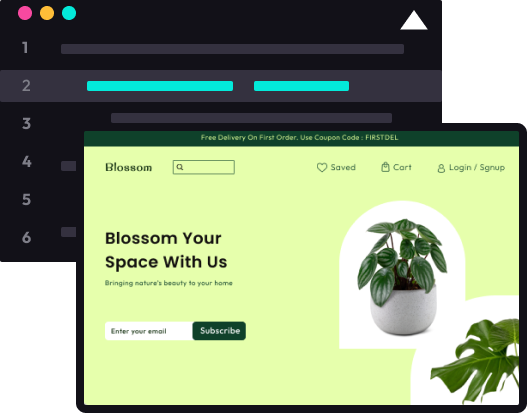 1
2
3
4
5
6
Free Delivery On First Order. Use Coupon Code : FIRSTDEL
Blossom Saved Cart Login / Sgnup
Blossom Your
Space With Us
Bringing nature's beauty to your home
Enter your email Subscribe